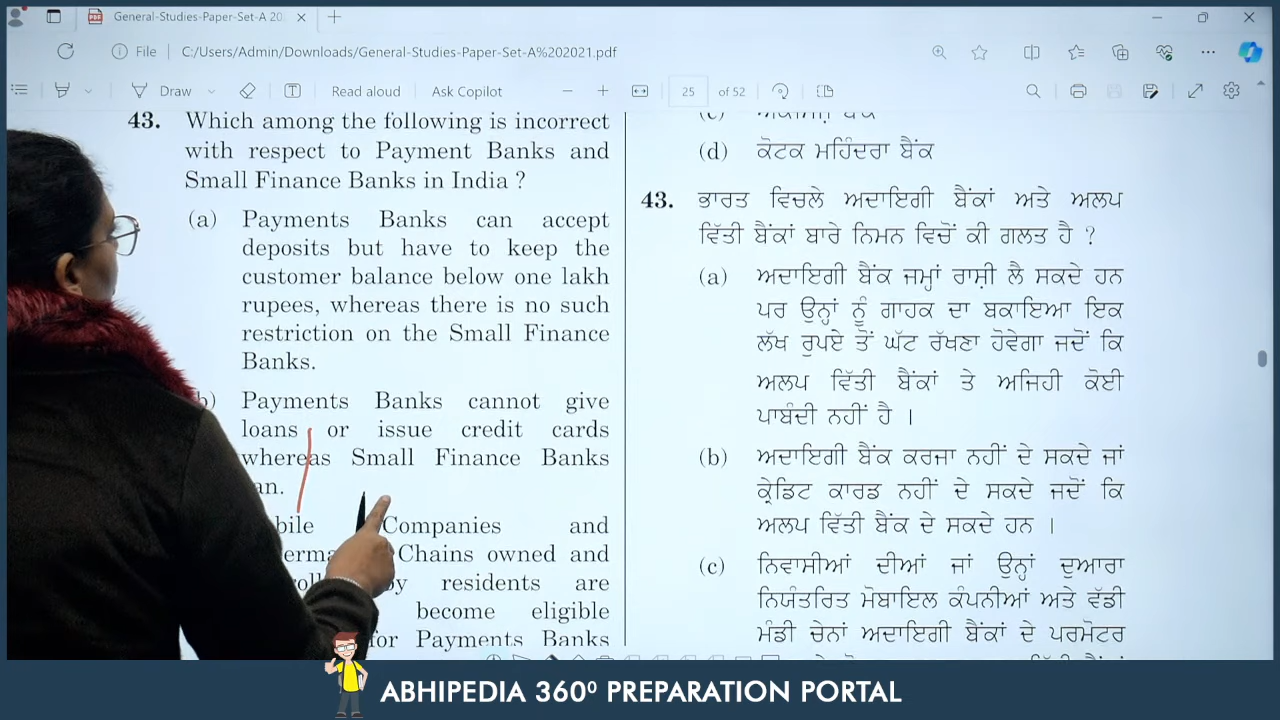 General-Studies-Paper-Set-A 202
File
C:/Users/Admin/Downloads/General-Studies-Paper-Set-A%202021.pdf
Draw
Read aloud
Ask Copilot
25
of 52
43. Which among the following is incorrect
with respect to Payment Banks and
Small Finance Banks in India ?
(a) Payments Banks can accept
deposits but have to keep the
customer balance below one lakh
rupees, whereas there is no such
restriction on the Small Finance
Banks.
b) Payments Banks cannot give
loans or issue credit cards
whereas Small Finance Banks
an.
bile Companies and
Chains owned and
by residents are
become eligible
for Payments Banks
(d) ਕੋਟਕ ਮਹਿੰਦਰਾ ਬੈਂਕ
43. ਭਾਰਤ ਵਿਚਲੇ ਅਦਾਇਗੀ ਬੈਂਕਾਂ ਅਤੇ ਅਲਪ
ਵਿੱਤੀ ਬੈਂਕਾਂ ਬਾਰੇ ਨਿਮਨ ਵਿਚੋਂ ਕੀ ਗਲਤ ਹੈ ?
(a) ਅਦਾਇਗੀ ਬੈਂਕ ਜਮ੍ਹਾਂ ਰਾਸ਼ੀ ਲੈ ਸਕਦੇ ਹਨ
ਪਰ ਉਨ੍ਹਾਂ ਨੂੰ ਗਾਹਕ ਦਾ ਬਕਾਇਆ ਇਕ
ਲੱਖ ਰੁਪਏ ਤੋਂ ਘੱਟ ਰੱਖਣਾ ਹੋਵੇਗਾ ਜਦੋਂ ਕਿ
ਅਲਪ ਵਿੱਤੀ ਬੈਂਕਾਂ ਤੇ ਅਜਿਹੀ ਕੋਈ
ਪਾਬੰਦੀ ਨਹੀਂ ਹੈ ।
(b) ਅਦਾਇਗੀ ਬੈਂਕ ਕਰਜਾ ਨਹੀਂ ਦੇ ਸਕਦੇ ਜਾਂ
ਕ੍ਰੇਡਿਟ ਕਾਰਡ ਨਹੀਂ ਦੇ ਸਕਦੇ ਜਦੋਂ ਕਿ
ਅਲਪ ਵਿੱਤੀ ਬੈਂਕ ਦੇ ਸਕਦੇ ਹਨ ।
(c) ਨਿਵਾਸੀਆਂ ਦੀਆਂ ਜਾਂ ਉਨ੍ਹਾਂ ਦੁਆਰਾ
ਨਿਯੰਤਰਿਤ ਮੋਬਾਇਲ ਕੰਪਨੀਆਂ ਅਤੇ ਵੱਡੀ
ਮੰਡੀ ਚੇਨਾਂ ਅਦਾਇਗੀ ਬੈਂਕਾਂ ਦੇ ਪਰਮੋਟਰ
ABHIPEDIA 360⁰ PREPARATION PORTAL